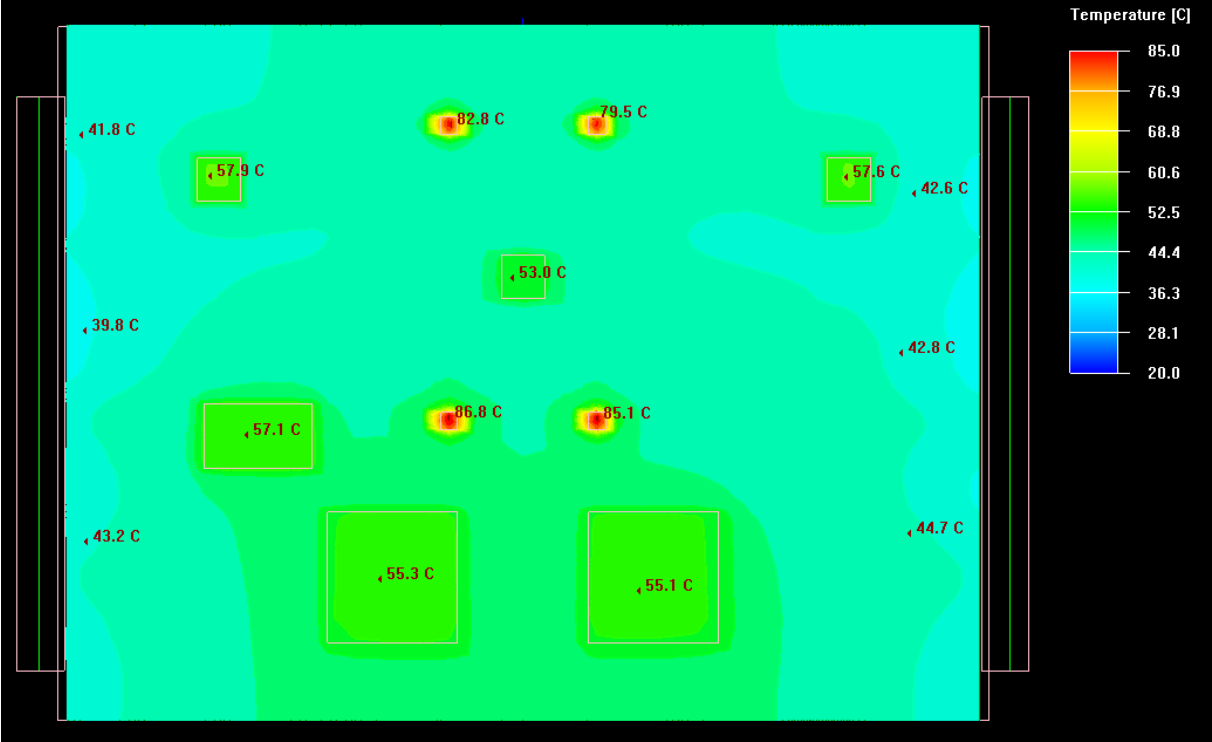 Temperature [C]
85.0
76.9
68.8
60.6
52.5
44.4
36.3
28.1
20.0
82.8 C
79.5 C
41.8 C
57.9 C
57.6 C
42.6 C
53.0 C
39.8 C
42.8 C
86.8 C
85.1 C
57.1 C
43.2 C
44.7 C
55.3 C
55.1 C